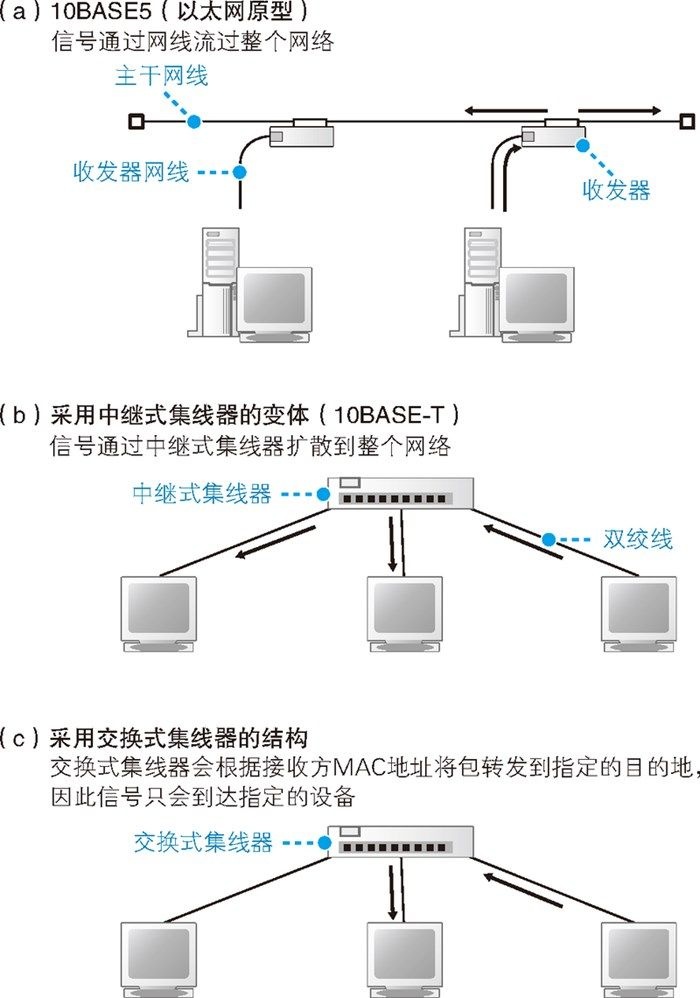 （a）10BASE5（以太网原型）
信号通过网线流过整个网络
主干网线
收发器网线
收发器
（b）采用中继式集线器的变体（10BASE-T）
信号通过中继式集线器扩散到整个网络
中继式集线器
双绞线
（c）采用交换式集线器的结构
交换式集线器会根据接收方MAC地址将包转发到指定的目的地，
因此信号只会到达指定的设备
交换式集线器